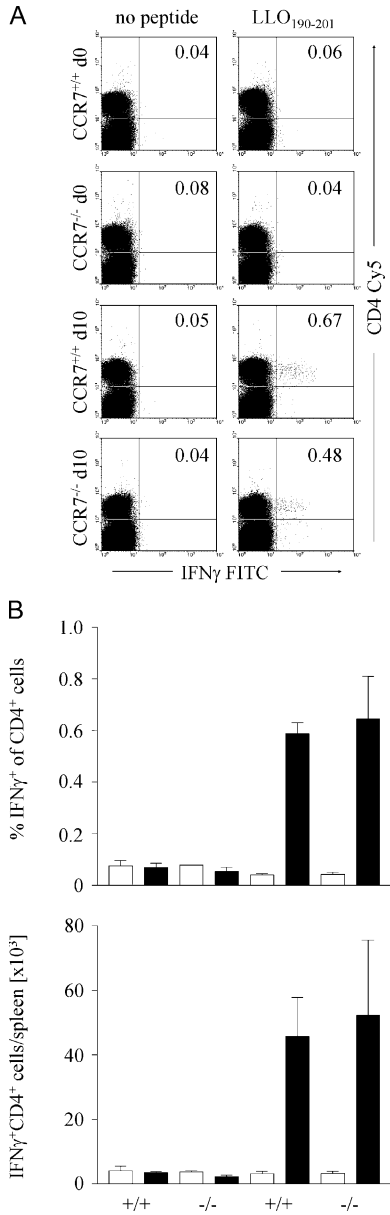 A
no peptide LLO190-201
CCR7+/+ d0
0.04 0.06
CCR7-/- d0
0.08 0.04
CCR7+/+ d10
0.05 0.67
CCR7-/- d10
0.04 0.48
CD4 Cy5
IFNγ FITC
B
% IFNγ+ of CD4+ cells
1.0
0.8
0.6
0.4
0.2
0
IFNγ+CD4+ cells/spleen [x10³]
80
60
40
20
0
+/+ -/- +/+ -/-